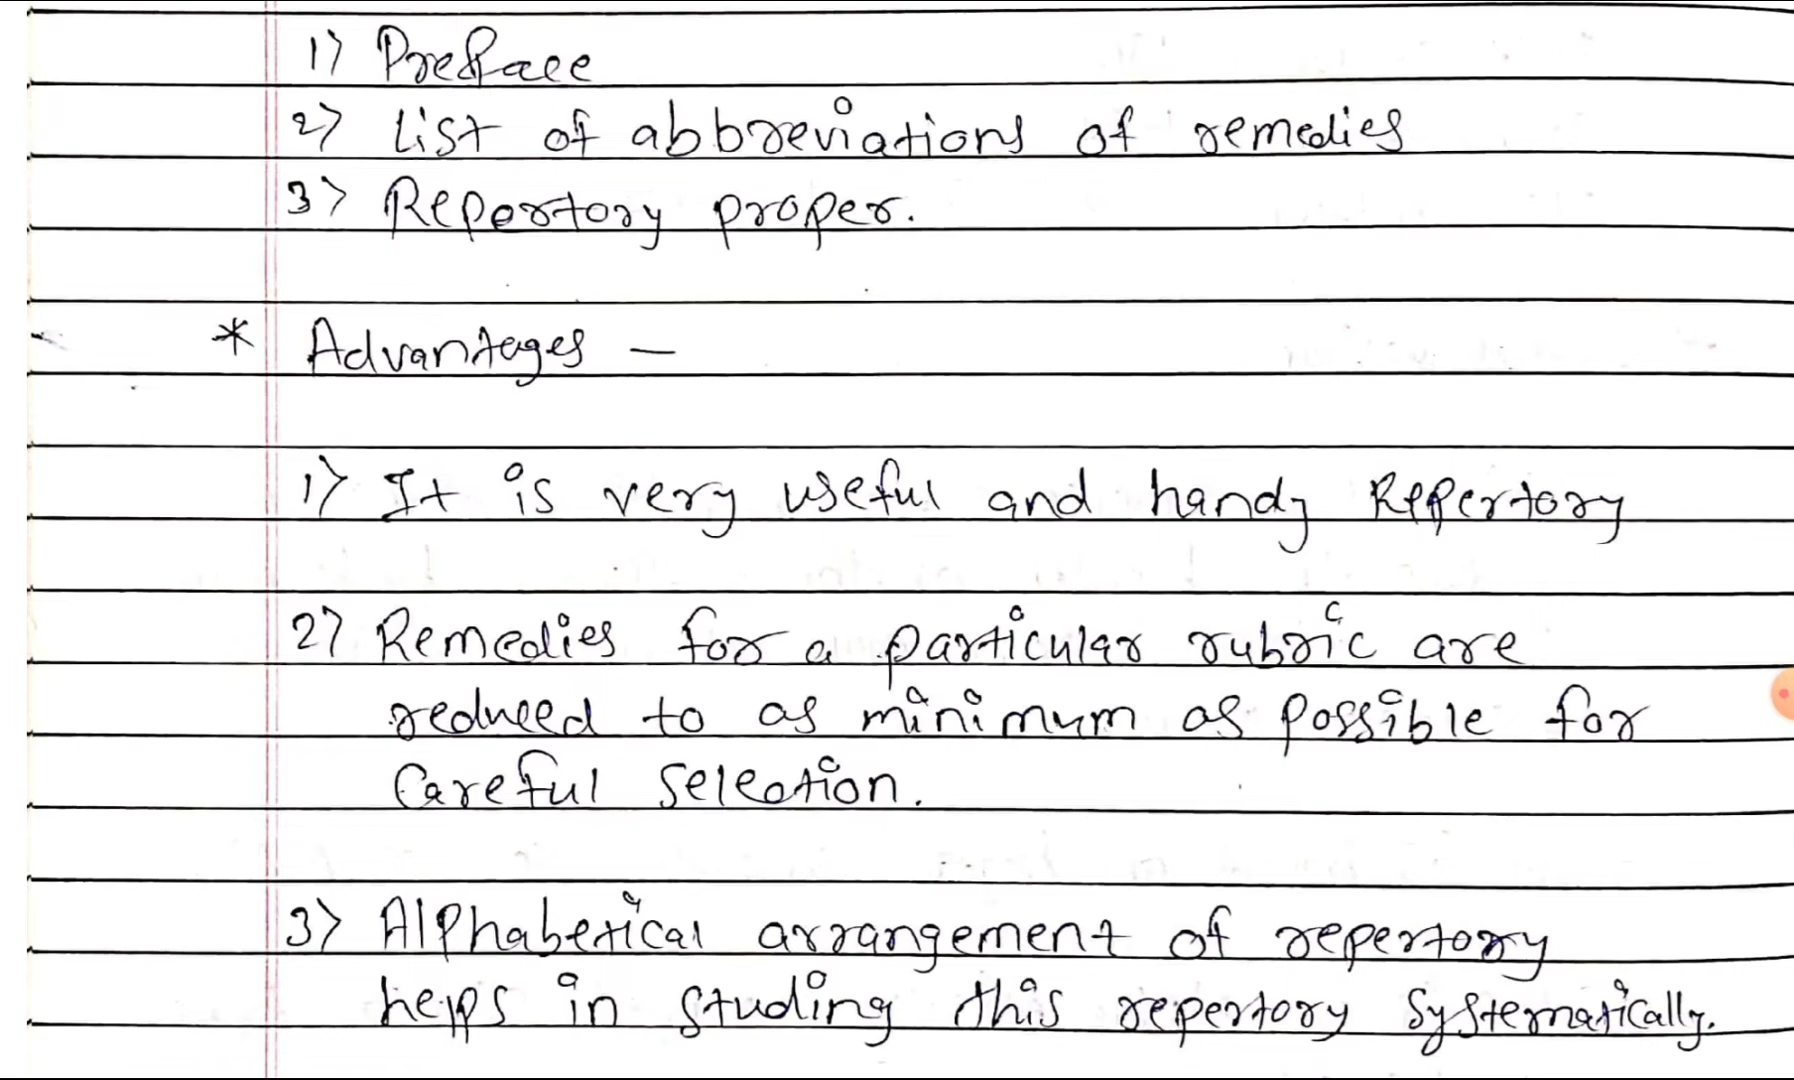 1) Preface
2) List of abbreviations of remedies
3) Repertory proper.
* Advantages –
1) It is very useful and handy Reppertory
2) Remedies for a particular rubric are
reduced to as minimum as possible for
Careful selection.
3) Alphabetical arrangement of repertory
helps in studing this repertory systematically.